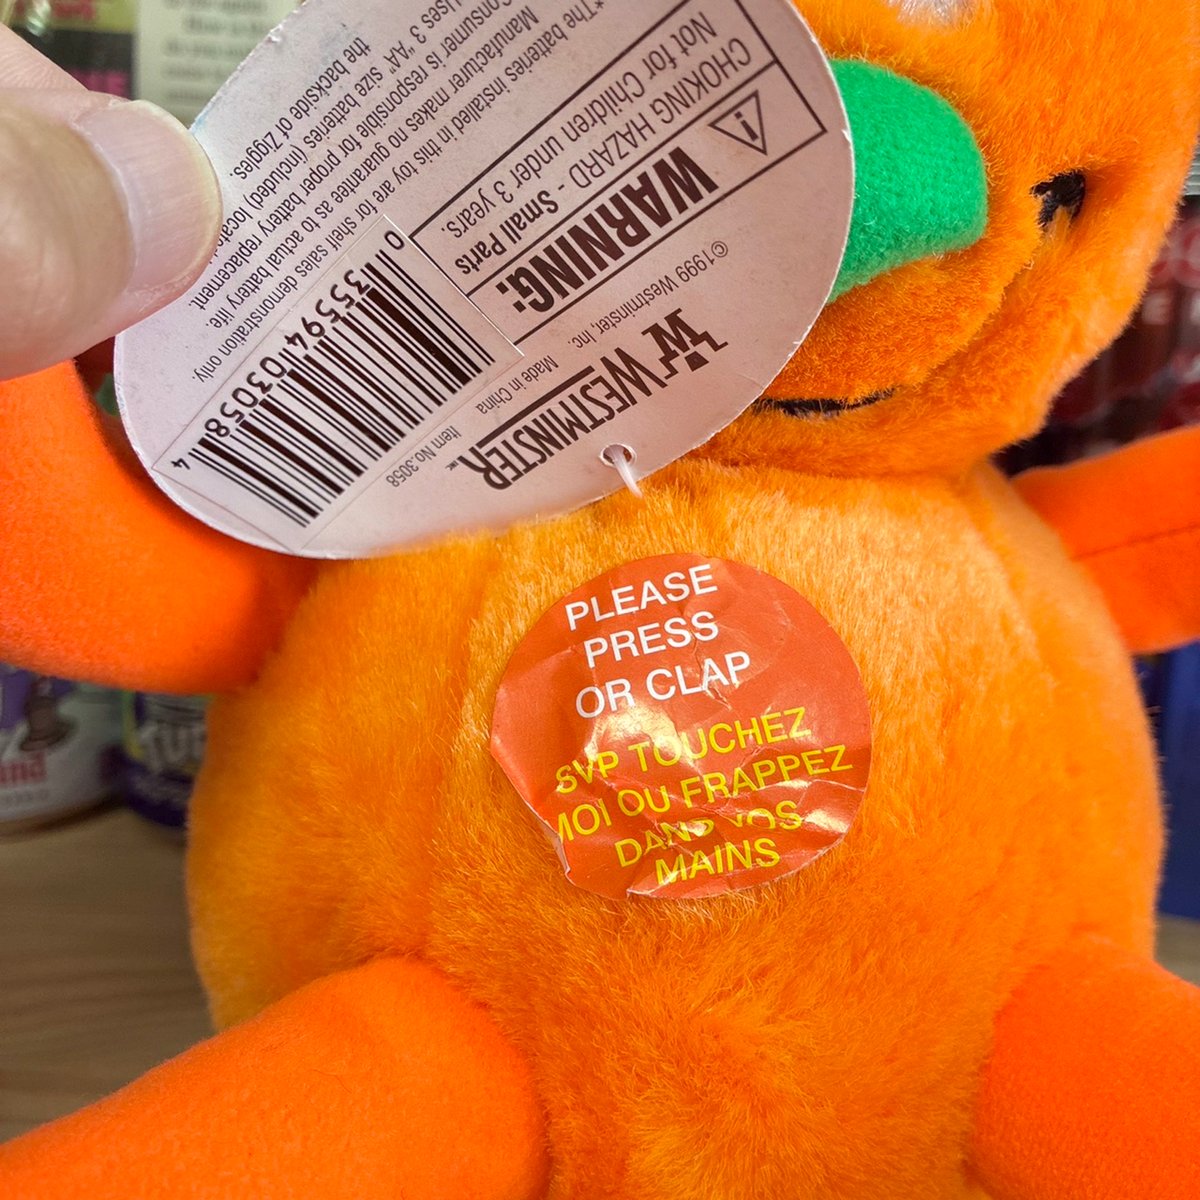 WESTMINSTER INC.
Item No.3058
Made in China
©1999 Westminster, Inc.
WARNING:
CHOKING HAZARD - Small Parts
Not for Children under 3 years.
0 35594 03058 4
*The batteries installed in this toy are for shelf sales demonstration only.
Manufacturer makes no guarantee as to actual battery life.
Consumer is responsible for proper battery replacement.
Uses 3 "AA" size batteries (included)
the backside of Ziggles.
PLEASE
PRESS
OR CLAP
SVP TOUCHEZ
MOI OU FRAPPEZ
DANS VOS
MAINS